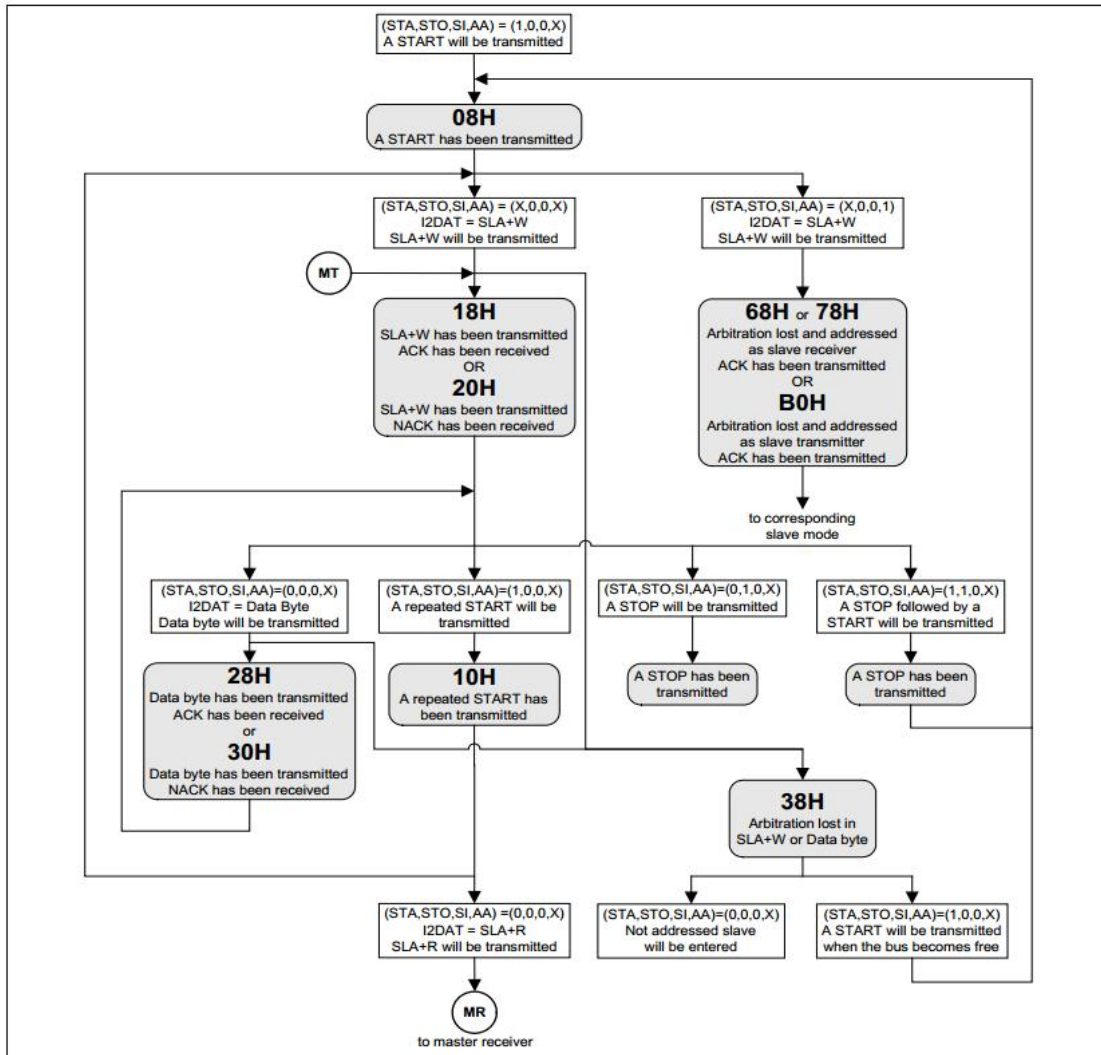 (STA,STO,SI,AA) = (1,0,0,X)
A START will be transmitted
08H
A START has been transmitted
(STA,STO,SI,AA) = (X,0,0,X)
I2DAT = SLA+W
SLA+W will be transmitted
(STA,STO,SI,AA) = (X,0,0,1)
I2DAT = SLA+W
SLA+W will be transmitted
MT
18H
SLA+W has been transmitted
ACK has been received
OR
20H
SLA+W has been transmitted
NACK has been received
68H or 78H
Arbitration lost and addressed
as slave receiver
ACK has been transmitted
OR
B0H
Arbitration lost and addressed
as slave transmitter
ACK has been transmitted
to corresponding
slave mode
(STA,STO,SI,AA)=(0,0,0,X)
I2DAT = Data Byte
Data byte will be transmitted
(STA,STO,SI,AA)=(1,0,0,X)
A repeated START will be
transmitted
(STA,STO,SI,AA)=(0,1,0,X)
A STOP will be transmitted
(STA,STO,SI,AA)=(1,1,0,X)
A STOP followed by a
START will be transmitted
28H
Data byte has been transmitted
ACK has been received
or
30H
Data byte has been transmitted
NACK has been received
10H
A repeated START has
been transmitted
A STOP has been
transmitted
A STOP has been
transmitted
38H
Arbitration lost in
SLA+W or Data byte
(STA,STO,SI,AA) =(0,0,0,X)
I2DAT = SLA+R
SLA+R will be transmitted
(STA,STO,SI,AA)=(0,0,0,X)
Not addressed slave
will be entered
(STA,STO,SI,AA)=(1,0,0,X)
A START will be transmitted
when the bus becomes free
MR
to master receiver